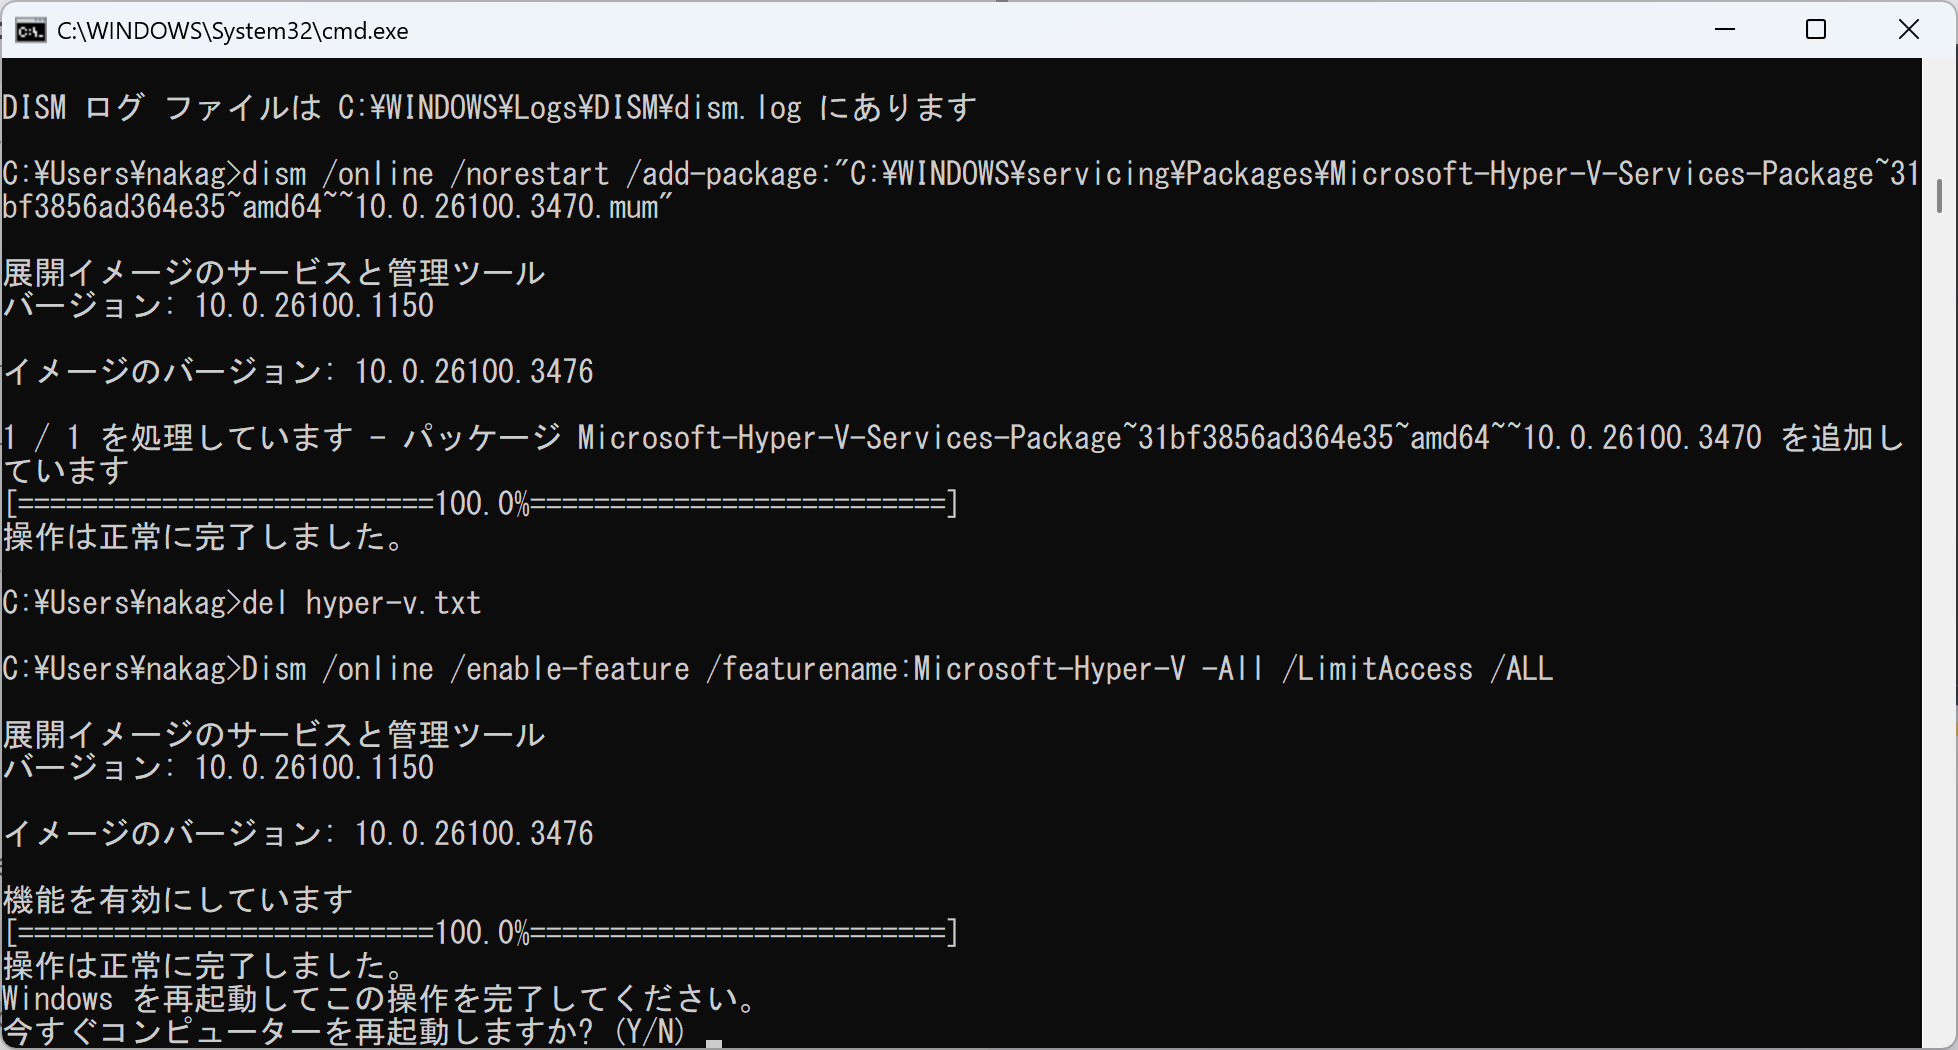 C:\WINDOWS\System32\cmd.exe
DISM ログ ファイルは C:¥WINDOWS¥Logs¥DISM¥dism.log にあります
C:¥Users¥nakag>dism /online /norestart /add-package:"C:¥WINDOWS¥servicing¥Packages¥Microsoft-Hyper-V-Services-Package~31
bf3856ad364e35~amd64~~10.0.26100.3470.mum"
展開イメージのサービスと管理ツール
バージョン: 10.0.26100.1150
イメージのバージョン: 10.0.26100.3476
1 / 1 を処理しています - パッケージ Microsoft-Hyper-V-Services-Package~31bf3856ad364e35~amd64~~10.0.26100.3470 を追加し
ています
[==========================100.0%==========================]
操作は正常に完了しました。
C:¥Users¥nakag>del hyper-v.txt
C:¥Users¥nakag>Dism /online /enable-feature /featurename:Microsoft-Hyper-V -All /LimitAccess /ALL
展開イメージのサービスと管理ツール
バージョン: 10.0.26100.1150
イメージのバージョン: 10.0.26100.3476
機能を有効にしています
[==========================100.0%==========================]
操作は正常に完了しました。
Windows を再起動してこの操作を完了してください。
今すぐコンピューターを再起動しますか? (Y/N)